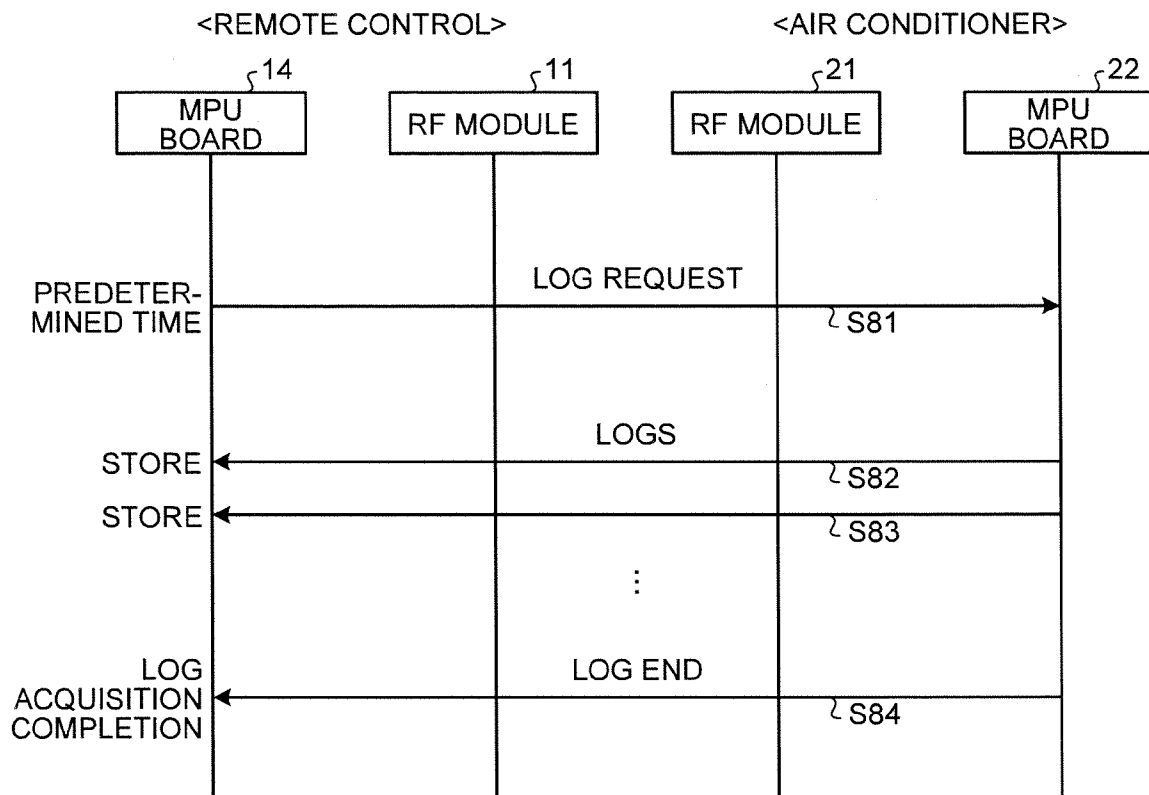 <REMOTE CONTROL>
<AIR CONDITIONER>
14
11
21
22
MPU
BOARD
RF MODULE
RF MODULE
MPU
BOARD
PREDETER-
MINED TIME
LOG REQUEST
S81
LOGS
STORE
S82
STORE
S83
⋮
LOG
ACQUISITION
COMPLETION
LOG END
S84